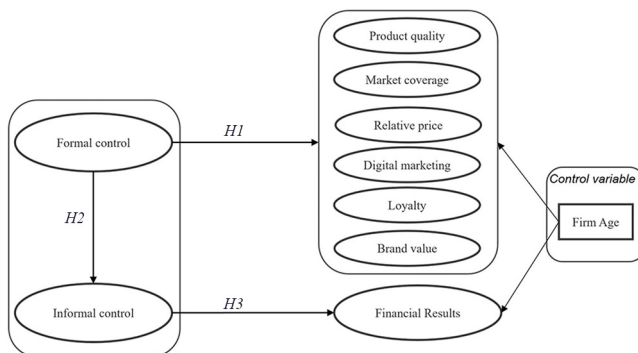 Product quality
Market coverage
Formal control
H1
Relative price
Digital marketing
Control variable
Loyalty
Firm Age
H2
Brand value
Informal control
H3
Financial Results